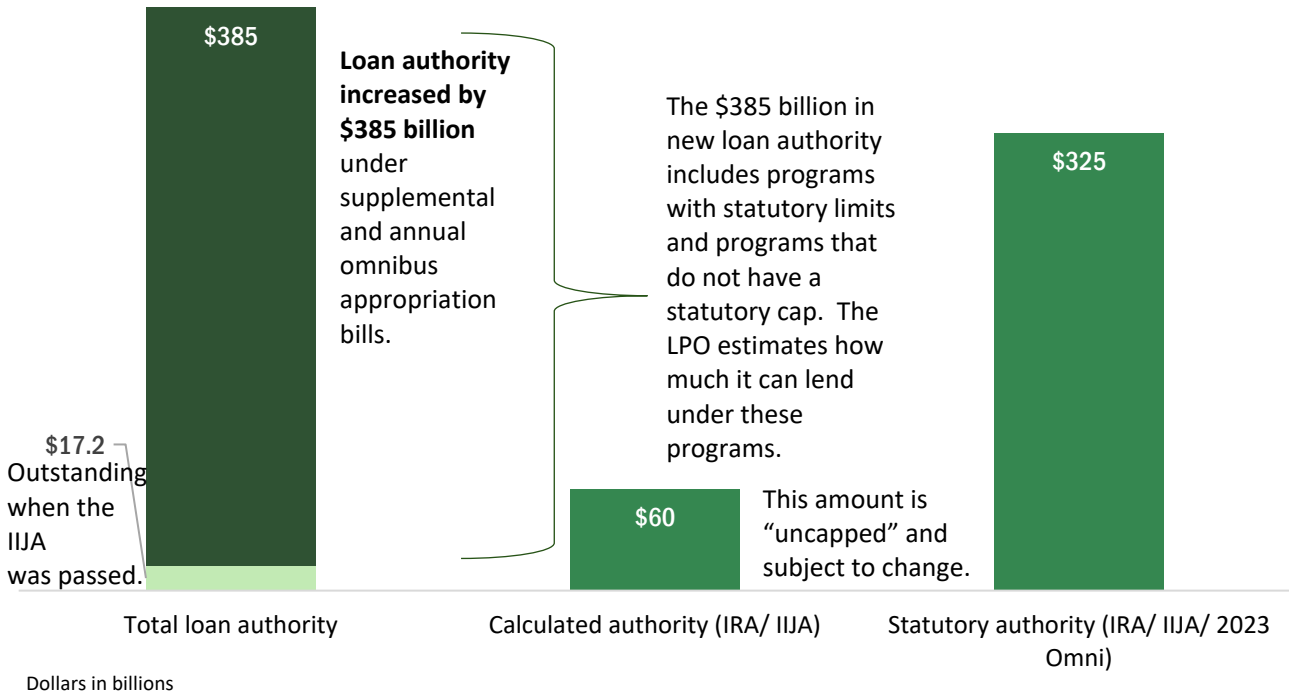 $385
Loan authority
increased by
$385 billion
under
supplemental
and annual
omnibus
appropriation
bills.
The $385 billion in
new loan authority
includes programs
with statutory limits
and programs that
do not have a
statutory cap.  The
LPO estimates how
much it can lend
under these
programs.
$325
$17.2
Outstanding
when the
IIJA
was passed.
$60
This amount is
“uncapped” and
subject to change.
Total loan authority
Calculated authority (IRA/ IIJA)
Statutory authority (IRA/ IIJA/ 2023
Omni)
Dollars in billions